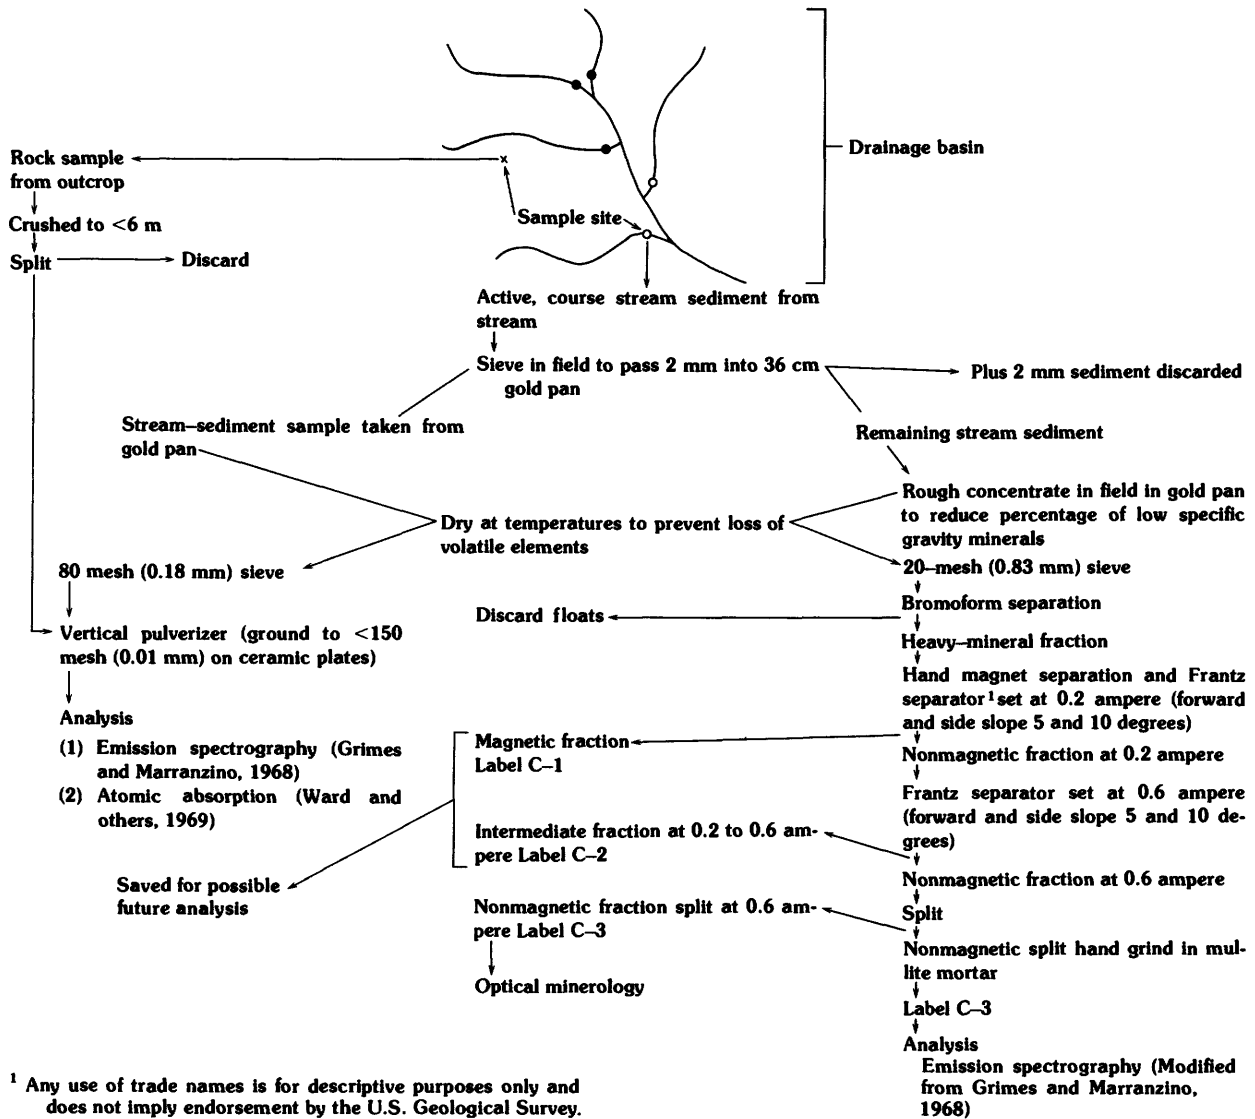 Drainage basin
Rock sample
from outcrop
Crushed to <6 m
Split
Discard
x
Sample site
Active, course stream sediment from
stream
Sieve in field to pass 2 mm into 36 cm
gold pan
Plus 2 mm sediment discarded
Stream–sediment sample taken from
gold pan
Remaining stream sediment
Rough concentrate in field in gold pan
to reduce percentage of low specific
gravity minerals
Dry at temperatures to prevent loss of
volatile elements
80 mesh (0.18 mm) sieve
20–mesh (0.83 mm) sieve
Bromoform separation
Discard floats
Heavy–mineral fraction
Vertical pulverizer (ground to <150
mesh (0.01 mm) on ceramic plates)
Hand magnet separation and Frantz
separator¹ set at 0.2 ampere (forward
and side slope 5 and 10 degrees)
Analysis
(1) Emission spectrography (Grimes
and Marranzino, 1968)
(2) Atomic absorption (Ward and
others, 1969)
Magnetic fraction
Label C–1
Nonmagnetic fraction at 0.2 ampere
Frantz separator set at 0.6 ampere
(forward and side slope 5 and 10 de-
grees)
Intermediate fraction at 0.2 to 0.6 am-
pere Label C–2
Saved for possible
future analysis
Nonmagnetic fraction at 0.6 ampere
Split
Nonmagnetic fraction split at 0.6 am-
pere Label C–3
Nonmagnetic split hand grind in mul-
lite mortar
Optical minerology
Label C–3
Analysis
Emission spectrography (Modified
from Grimes and Marranzino,
1968)
¹ Any use of trade names is for descriptive purposes only and
does not imply endorsement by the U.S. Geological Survey.